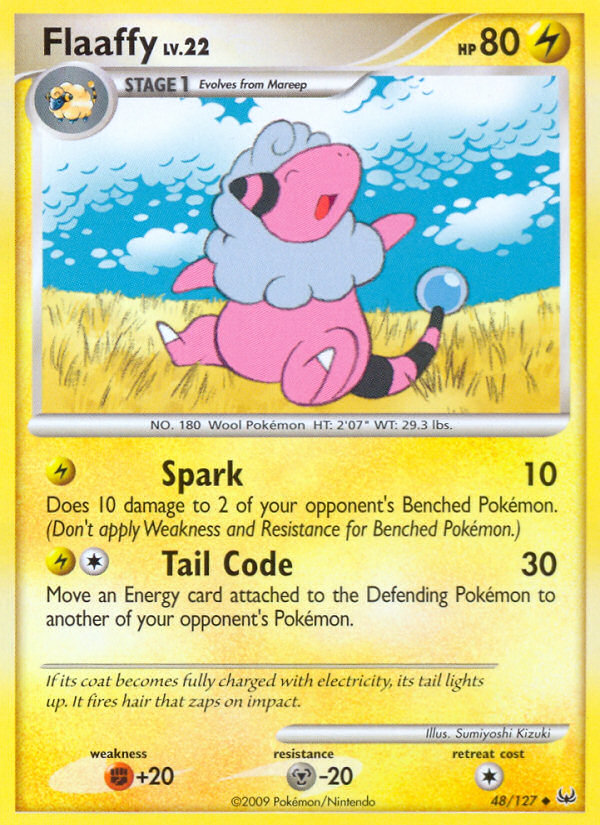 Flaaffy LV.22 HP 80
STAGE 1 Evolves from Mareep
NO. 180 Wool Pokémon HT: 2'07" WT: 29.3 lbs.
Spark 10
Does 10 damage to 2 of your opponent's Benched Pokémon.
(Don't apply Weakness and Resistance for Benched Pokémon.)
Tail Code 30
Move an Energy card attached to the Defending Pokémon to
another of your opponent's Pokémon.
If its coat becomes fully charged with electricity, its tail lights
up. It fires hair that zaps on impact.
Illus. Sumiyoshi Kizuki
weakness resistance retreat cost
+20 -20
©2009 Pokémon/Nintendo 48/127